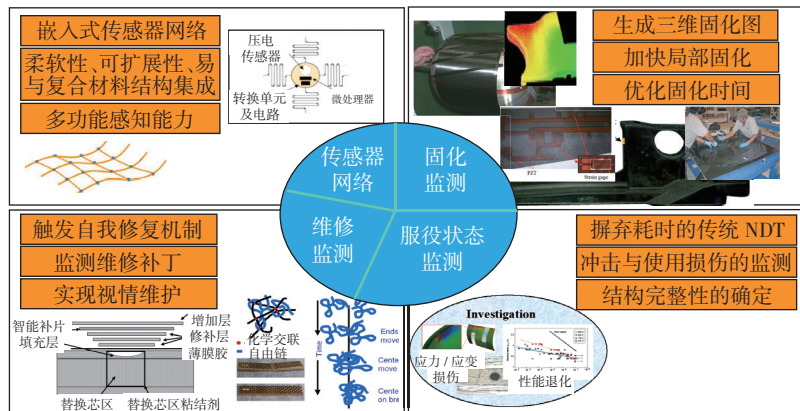 嵌入式传感器网络
柔软性、可扩展性、易
与复合材料结构集成
多功能感知能力
压电
传感器
转换单元
及电路
微处理器
生成三维固化图
加快局部固化
优化固化时间
PZT
Strain gage
传感器
网络
固化
监测
维修
监测
服役状态
监测
触发自我修复机制
监测维修补丁
实现视情维护
增加层
智能补片
修补层
填充层
薄膜胶
替换芯区
替换芯区粘结剂
化学交联
自由链
Time
Ends
move
Cente
move
Cente
on bre
摒弃耗时的传统 NDT
冲击与使用损伤的监测
结构完整性的确定
Investigation
应力 / 应变
损伤
性能退化